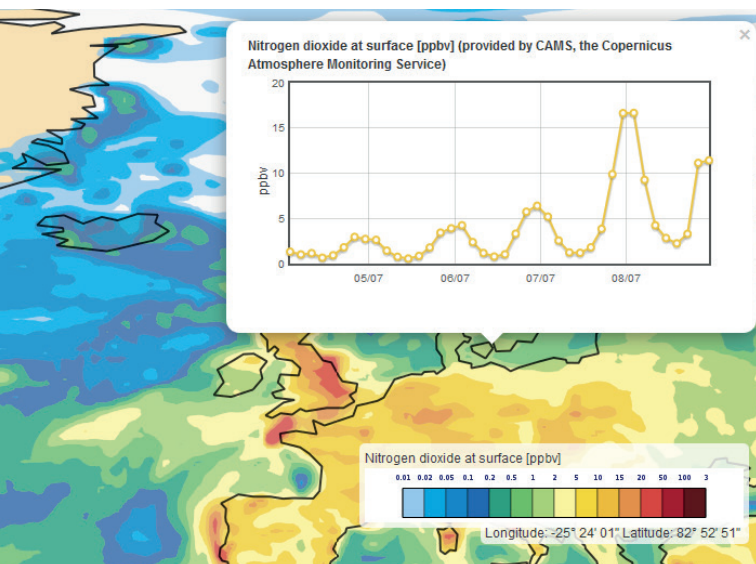 ×
Nitrogen dioxide at surface [ppbv] (provided by CAMS, the Copernicus
Atmosphere Monitoring Service)
20
15
10
5
0
ppbv
05/07 06/07 07/07 08/07
Nitrogen dioxide at surface [ppbv]
0.01 0.02 0.05 0.1 0.2 0.5 1 2 5 10 15 20 50 100 3
Longitude: -25° 24' 01" Latitude: 82° 52' 51"